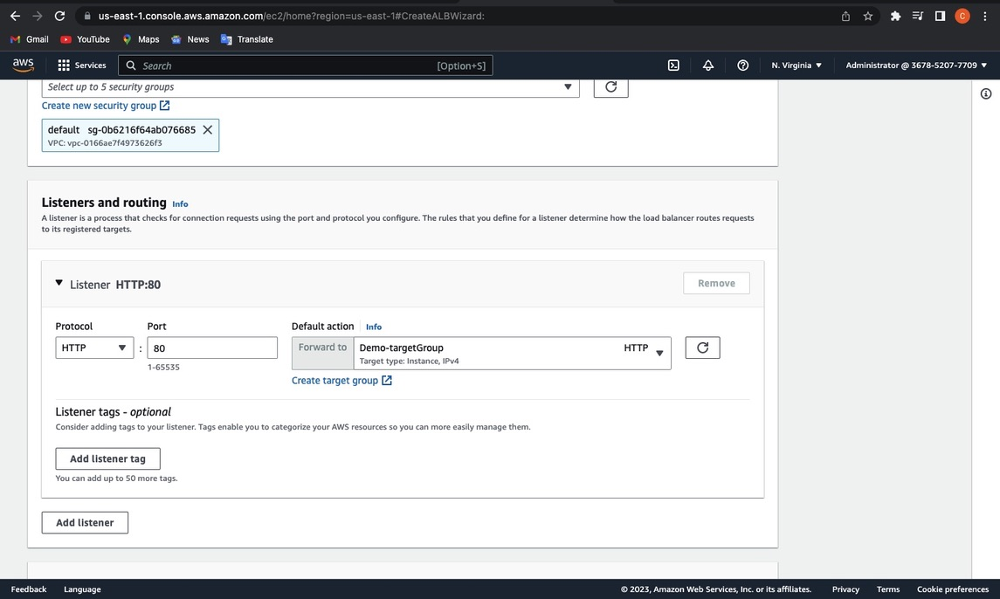 us-east-1.console.aws.amazon.com/ec2/home?region=us-east-1#CreateALBWizard:
C
Gmail YouTube Maps News Translate
aws Services Search [Option+S] N. Virginia ▼ Administrator @ 3678-5207-7709 ▼
Select up to 5 security groups
Create new security group
default sg-0b6216f64ab076685
VPC: vpc-0166ae7f4973626f3
Listeners and routing Info
A listener is a process that checks for connection requests using the port and protocol you configure. The rules that you define for a listener determine how the load balancer routes requests
to its registered targets.
Listener HTTP:80 Remove
Protocol Port Default action Info
HTTP : 80 Forward to Demo-targetGroup HTTP
Target type: Instance, IPv4
1-65535
Create target group
Listener tags - optional
Consider adding tags to your listener. Tags enable you to categorize your AWS resources so you can more easily manage them.
Add listener tag
You can add up to 50 more tags.
Add listener
Feedback Language © 2023, Amazon Web Services, Inc. or its affiliates. Privacy Terms Cookie preferences